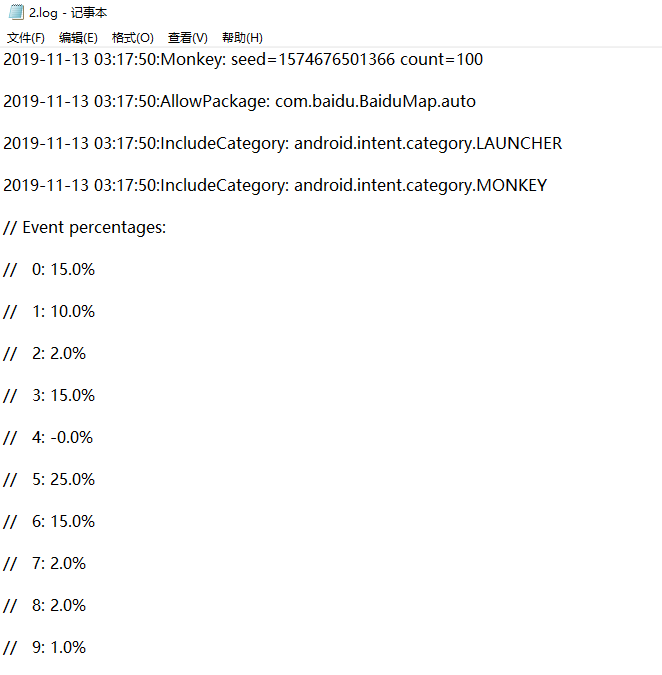 2.log - 记事本
文件(F) 编辑(E) 格式(O) 查看(V) 帮助(H)
2019-11-13 03:17:50:Monkey: seed=1574676501366 count=100
2019-11-13 03:17:50:AllowPackage: com.baidu.BaiduMap.auto
2019-11-13 03:17:50:IncludeCategory: android.intent.category.LAUNCHER
2019-11-13 03:17:50:IncludeCategory: android.intent.category.MONKEY
// Event percentages:
//   0: 15.0%
//   1: 10.0%
//   2: 2.0%
//   3: 15.0%
//   4: -0.0%
//   5: 25.0%
//   6: 15.0%
//   7: 2.0%
//   8: 2.0%
//   9: 1.0%